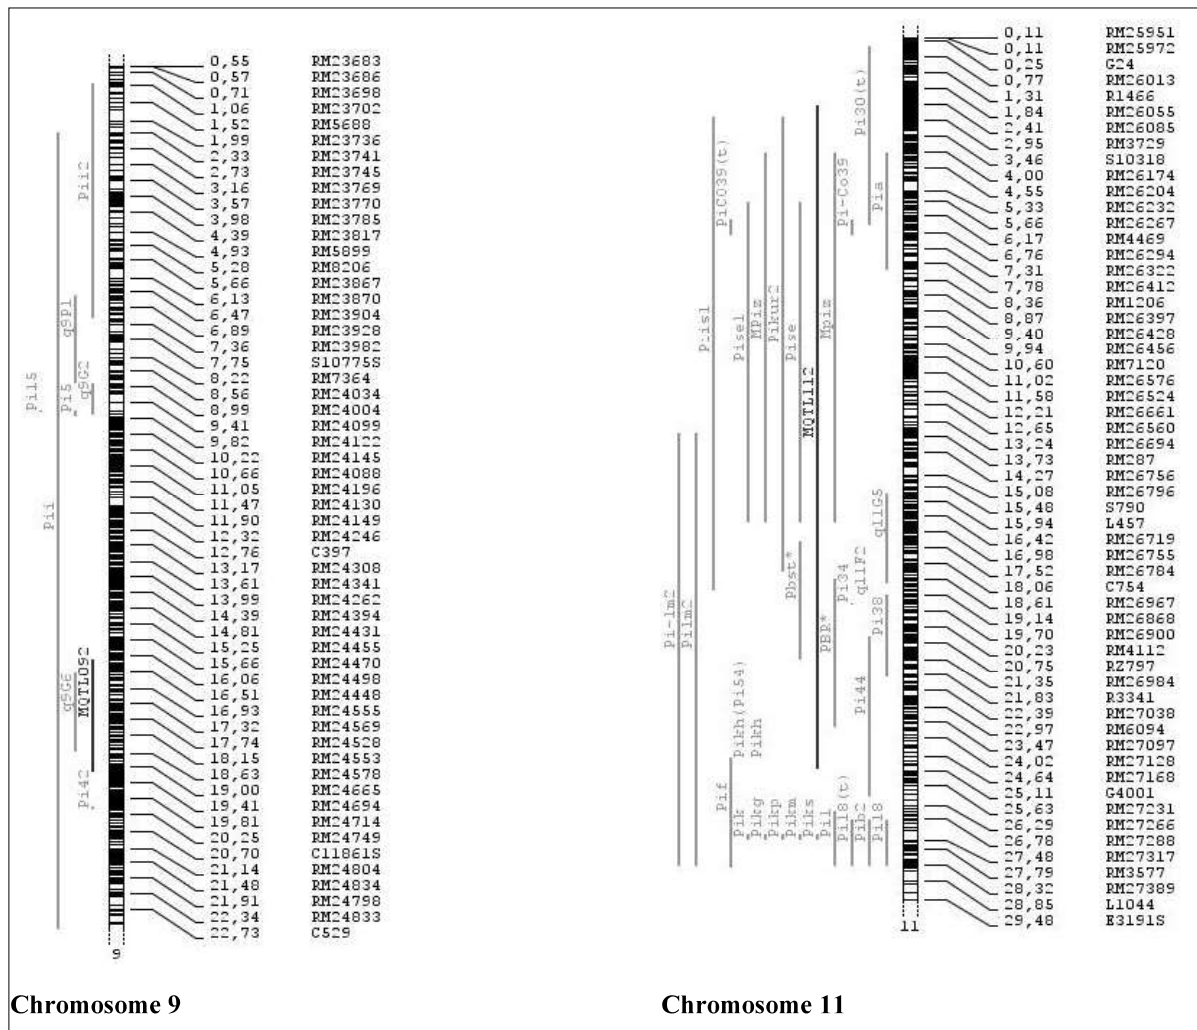 0,55 RM23683
0,57 RM23686
0,71 RM23698
1,06 RM23702
1,52 RM5688
1,99 RM23736
2,33 RM23741
2,73 RM23745
3,16 RM23769
3,57 RM23770
3,98 RM23785
4,39 RM23817
4,93 RM5899
5,28 RM8206
5,66 RM23867
6,13 RM23870
6,47 RM23904
6,89 RM23928
7,36 RM23982
7,75 S10775S
8,22 RM7364
8,56 RM24034
8,99 RM24004
9,41 RM24099
9,82 RM24122
10,22 RM24145
10,66 RM24088
11,05 RM24196
11,47 RM24130
11,90 RM24149
12,32 RM24246
12,76 C397
13,17 RM24308
13,61 RM24341
13,99 RM24262
14,39 RM24394
14,81 RM24431
15,25 RM24455
15,66 RM24470
16,06 RM24498
16,51 RM24448
16,93 RM24555
17,32 RM24569
17,74 RM24528
18,15 RM24553
18,63 RM24578
19,00 RM24665
19,41 RM24694
19,81 RM24714
20,25 RM24749
20,70 C11861S
21,14 RM24804
21,48 RM24834
21,91 RM24798
22,34 RM24833
22,73 C529
Pi15
Pii
Pi5
q9P1
q9G2
Pii2
q9G6
MQTL092
Pi42
9
Chromosome 9
0,11 RM25951
0,11 RM25972
0,25 G24
0,77 RM26013
1,31 R1466
1,84 RM26055
2,41 RM26085
2,95 RM3729
3,46 S10318
4,00 RM26174
4,55 RM26204
5,33 RM26232
5,66 RM26267
6,17 RM4469
6,76 RM26294
7,31 RM26322
7,78 RM26412
8,36 RM1206
8,87 RM26397
9,40 RM26428
9,94 RM26456
10,60 RM7120
11,02 RM26576
11,58 RM26524
12,21 RM26661
12,65 RM26560
13,24 RM26694
13,73 RM287
14,27 RM26756
15,08 RM26796
15,48 S790
15,94 L457
16,42 RM26719
16,98 RM26755
17,52 RM26784
18,06 C754
18,61 RM26967
19,14 RM26868
19,70 RM26900
20,23 RM4112
20,75 RZ797
21,35 RM26984
21,83 R3341
22,39 RM27038
22,97 RM6094
23,47 RM27097
24,02 RM27128
24,64 RM27168
25,11 G4001
25,63 RM27231
26,29 RM27266
26,78 RM27288
27,48 RM27317
27,79 RM3577
28,32 RM27389
28,85 L1044
29,48 E3191S
Pi-lm2
Pilm2
Piis1
PiCO39(t)
Pise1
MPiz
Pikur2
Pise
MQTL112
Mpiz
Pi-Co39
Pi30(t)
Pia
Pbst*
PBR*
Pi34
q11F2
q11G5
Pi38
Pi44
Pif
Pikh(Pi54)
Pikh
Pik
Pikg
Pikp
Pikm
Piks
Pi1
Pi18(t)
Pib2
Pi18
11
Chromosome 11